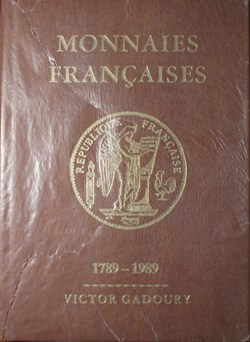 MONNAIES
FRANÇAISES
RÉPUBLIQUE FRANÇAISE
1789-1989
VICTOR GADOURY